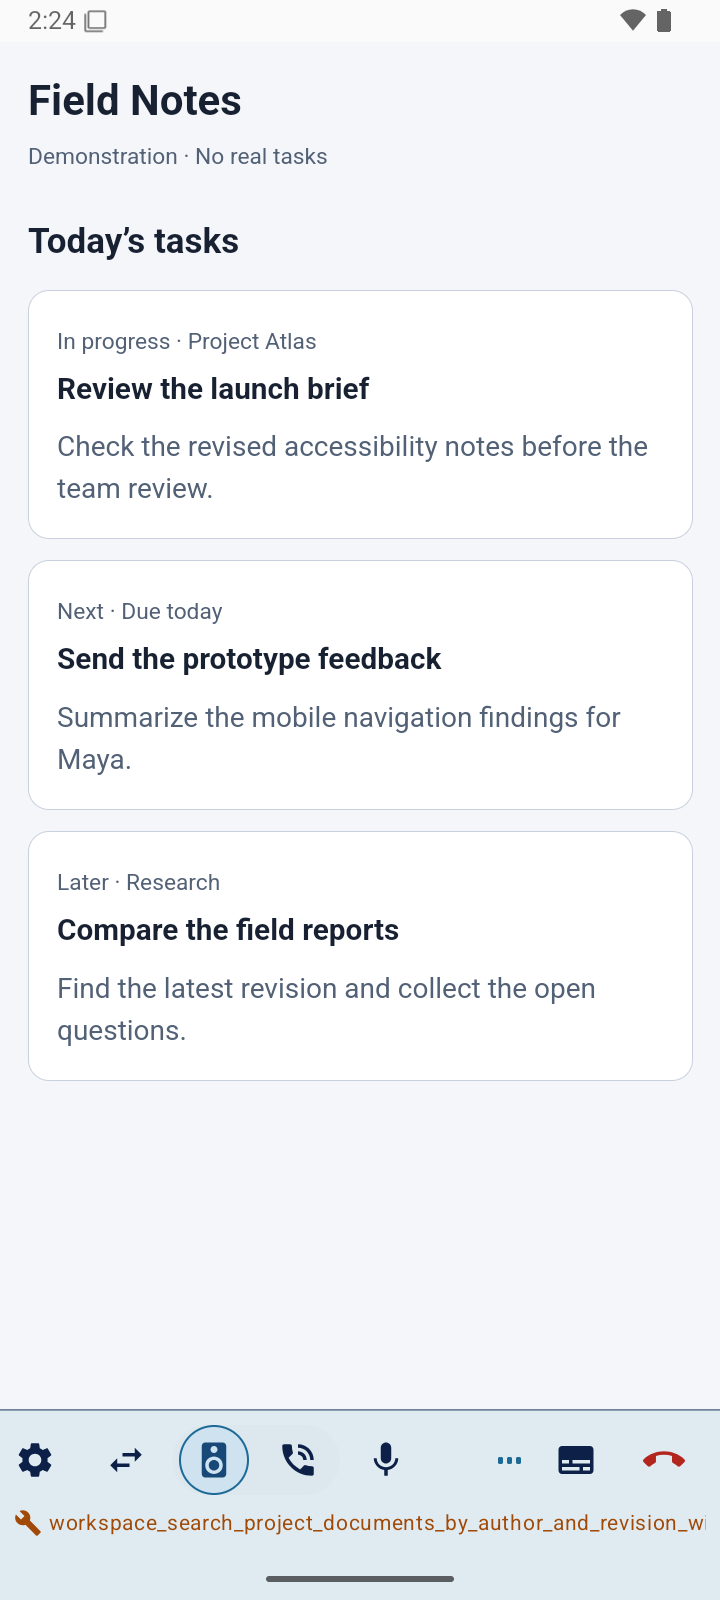 2:24
Field Notes
Demonstration · No real tasks
Today’s tasks
In progress · Project Atlas
Review the launch brief
Check the revised accessibility notes before the
team review.
Next · Due today
Send the prototype feedback
Summarize the mobile navigation findings for
Maya.
Later · Research
Compare the field reports
Find the latest revision and collect the open
questions.
workspace_search_project_documents_by_author_and_revision_wi